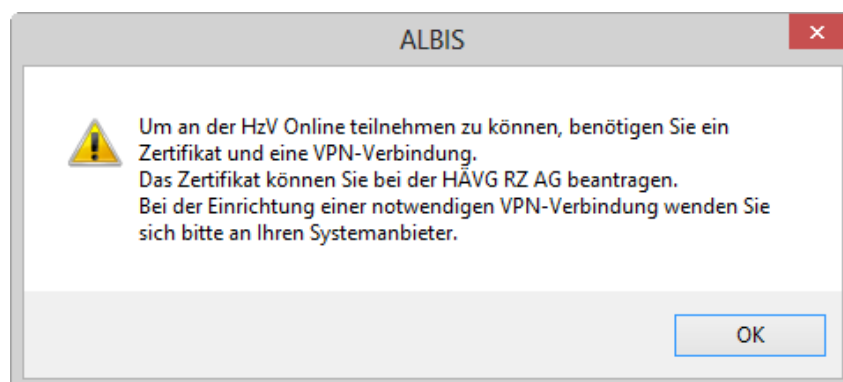 ALBIS
Um an der HzV Online teilnehmen zu können, benötigen Sie ein
Zertifikat und eine VPN-Verbindung.
Das Zertifikat können Sie bei der HÄVG RZ AG beantragen.
Bei der Einrichtung einer notwendigen VPN-Verbindung wenden Sie
sich bitte an Ihren Systemanbieter.
OK